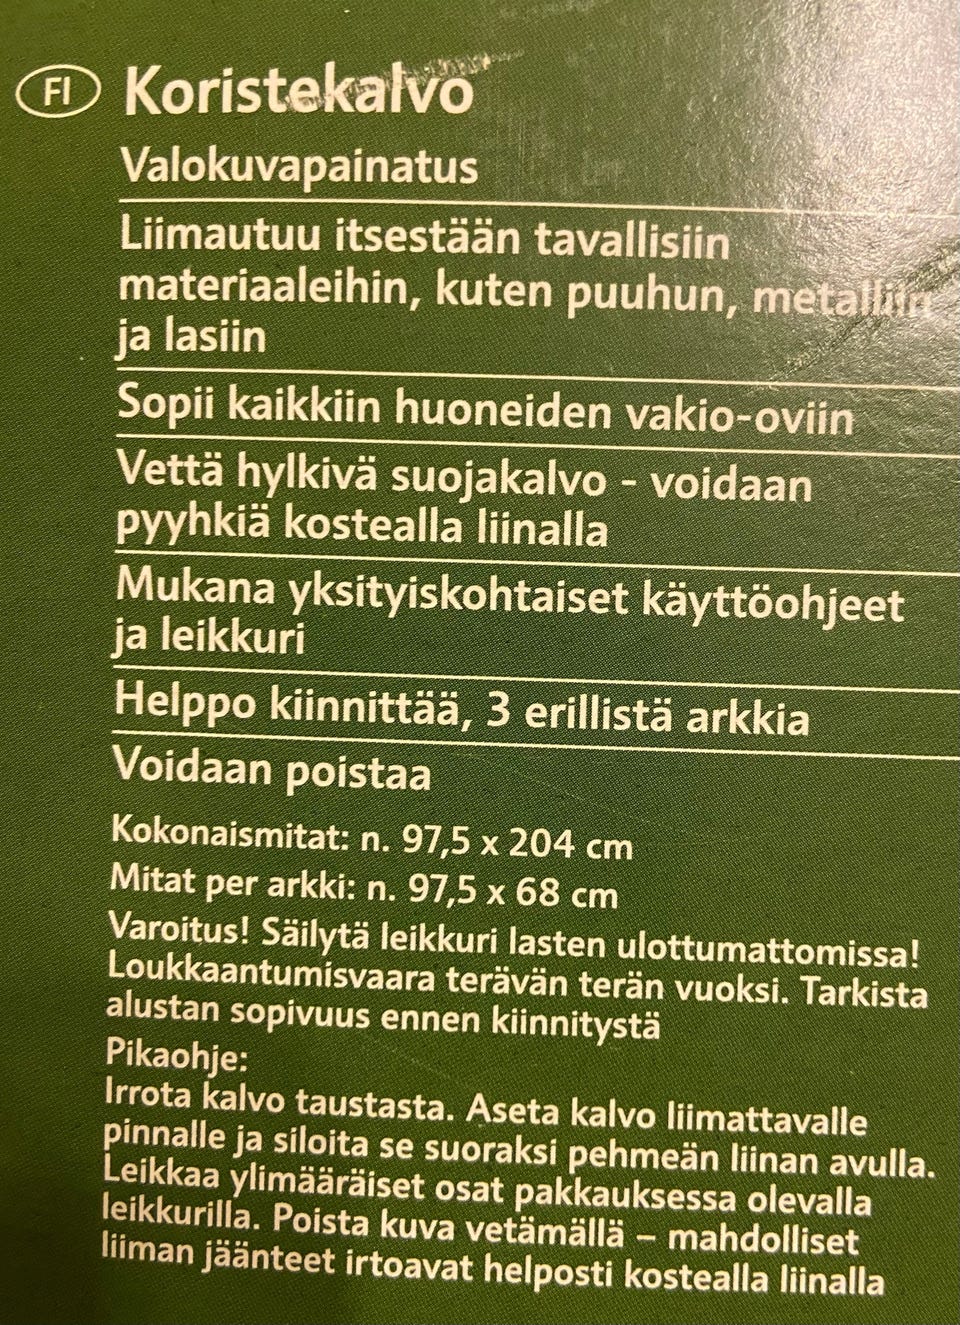 FI Koristekalvo
Valokuvapainatus
Liimautuu itsestään tavallisiin
materiaaleihin, kuten puuhun, metalliin
ja lasiin
Sopii kaikkiin huoneiden vakio-oviin
Vettä hylkivä suojakalvo - voidaan
pyyhkiä kostealla liinalla
Mukana yksityiskohtaiset käyttöohjeet
ja leikkuri
Helppo kiinnittää, 3 erillistä arkkia
Voidaan poistaa
Kokonaismitat: n. 97,5 x 204 cm
Mitat per arkki: n. 97,5 x 68 cm
Varoitus! Säilytä leikkuri lasten ulottumattomissa!
Loukkaantumisvaara terävän terän vuoksi. Tarkista
alustan sopivuus ennen kiinnitystä
Pikaohje:
Irrota kalvo taustasta. Aseta kalvo liimattavalle
pinnalle ja siloita se suoraksi pehmeän liinan avulla.
Leikkaa ylimääräiset osat pakkauksessa olevalla
leikkurilla. Poista kuva vetämällä – mahdolliset
liiman jäänteet irtoavat helposti kostealla liinalla